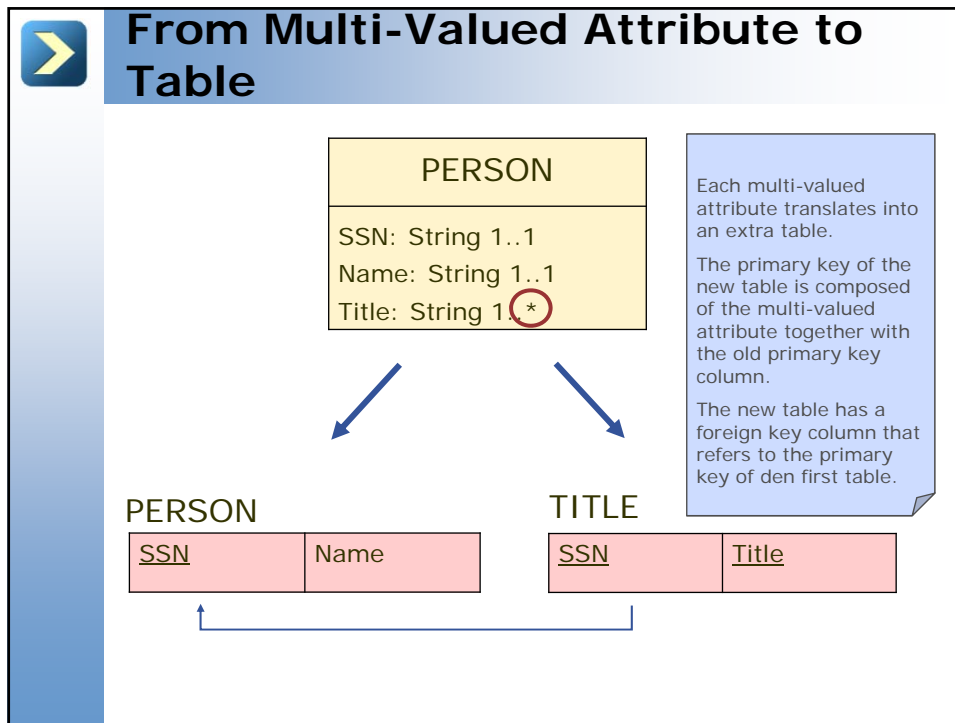 From Multi-Valued Attribute to
Table
PERSON
SSN: String 1..1
Name: String 1..1
Title: String 1..*
Each multi-valued
attribute translates into
an extra table.
The primary key of the
new table is composed
of the multi-valued
attribute together with
the old primary key
column.
The new table has a
foreign key column that
refers to the primary
key of den first table.
PERSON
SSN Name
TITLE
SSN Title